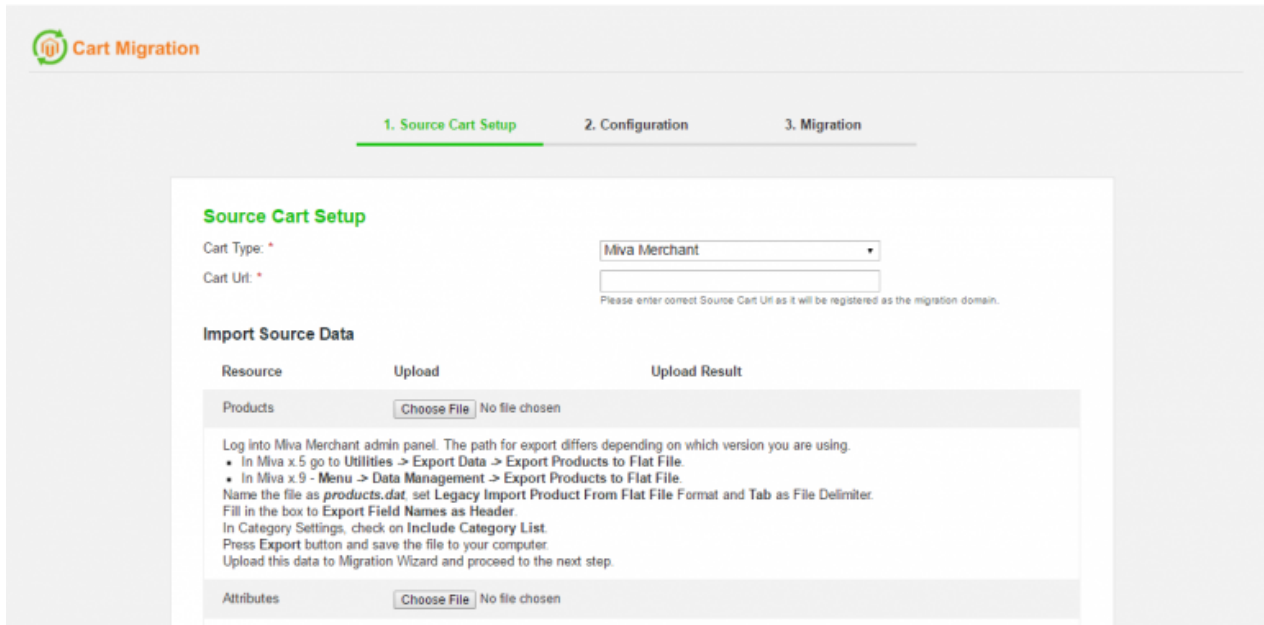 Cart Migration
1. Source Cart Setup 2. Configuration 3. Migration
Source Cart Setup
Cart Type: * Miva Merchant
Cart Url: *
Please enter correct Source Cart Url as it will be registered as the migration domain.
Import Source Data
Resource Upload Upload Result
Products Choose File No file chosen
Log into Miva Merchant admin panel. The path for export differs depending on which version you are using.
• In Miva x.5 go to Utilities -> Export Data -> Export Products to Flat File.
• In Miva x.9 - Menu -> Data Management -> Export Products to Flat File.
Name the file as products.dat, set Legacy Import Product From Flat File Format and Tab as File Delimiter.
Fill in the box to Export Field Names as Header.
In Category Settings, check on Include Category List.
Press Export button and save the file to your computer.
Upload this data to Migration Wizard and proceed to the next step.
Attributes Choose File No file chosen